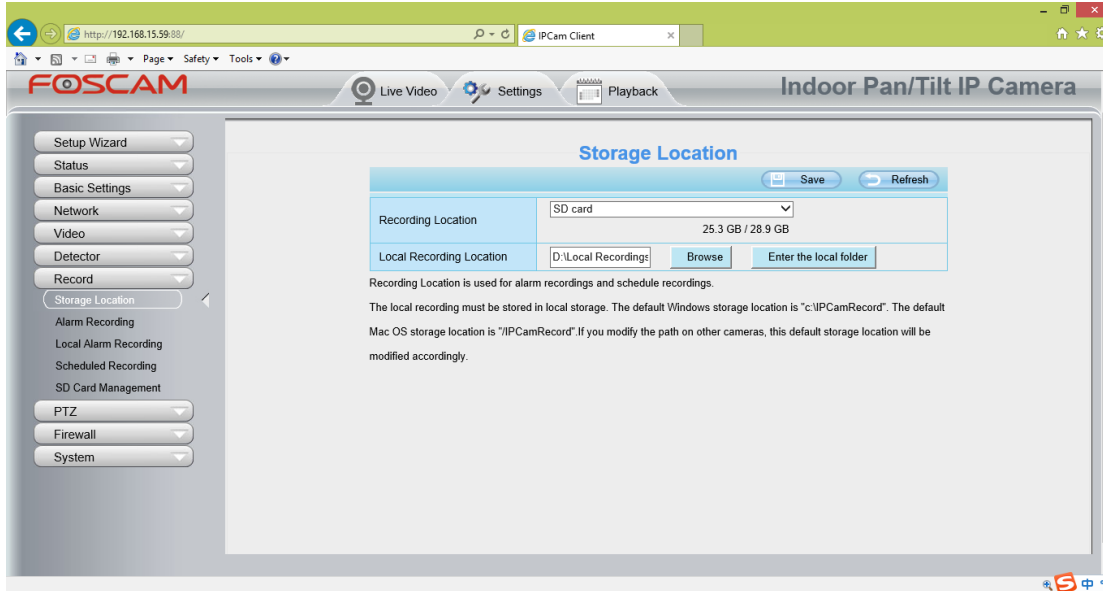 http://192.168.15.59:88/
IPCam Client
Page Safety Tools
FOSCAM
Live Video
Settings
Playback
Indoor Pan/Tilt IP Camera
Setup Wizard
Status
Basic Settings
Network
Video
Detector
Record
Storage Location
Alarm Recording
Local Alarm Recording
Scheduled Recording
SD Card Management
PTZ
Firewall
System
Storage Location
Save Refresh
Recording Location
SD card
25.3 GB / 28.9 GB
Local Recording Location
D:\Local Recordings
Browse
Enter the local folder
Recording Location is used for alarm recordings and schedule recordings.
The local recording must be stored in local storage. The default Windows storage location is "c:\IPCamRecord". The default
Mac OS storage location is "/IPCamRecord".If you modify the path on other cameras, this default storage location will be
modified accordingly.
中